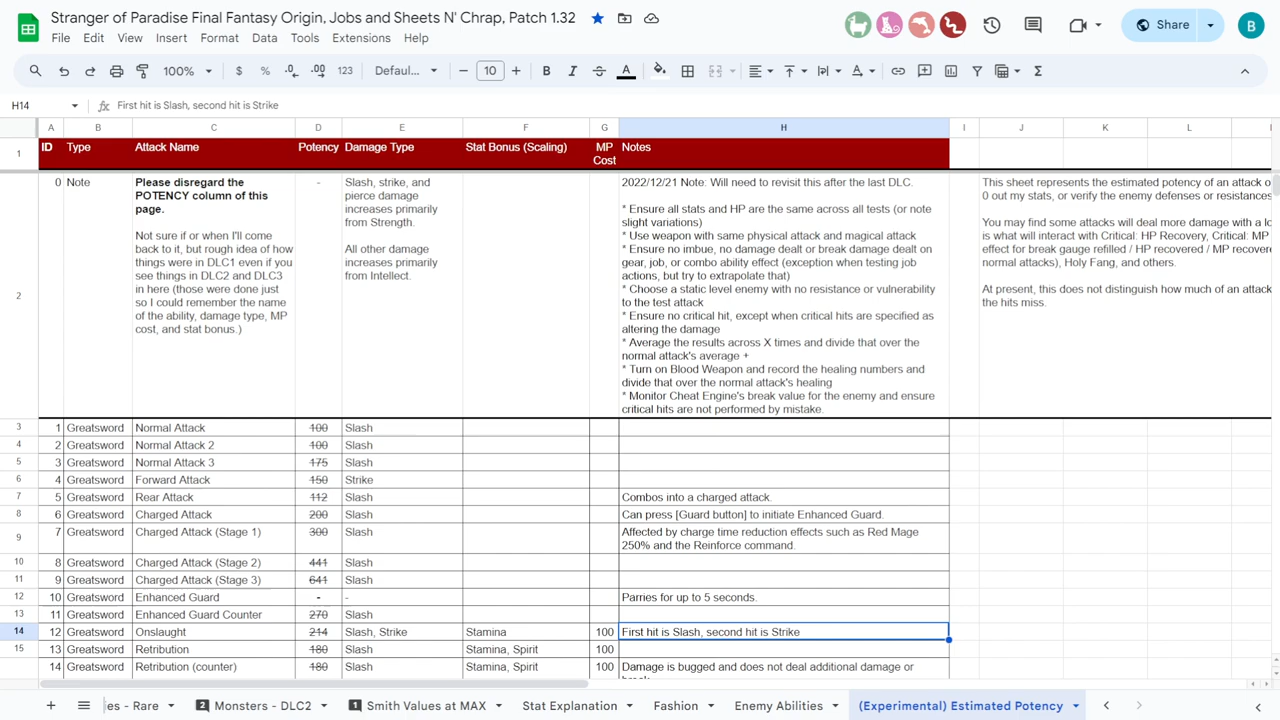 Stranger of Paradise Final Fantasy Origin, Jobs and Sheets N' Chrap, Patch 1.32
File Edit View Insert Format Data Tools Extensions Help
Share
B
100% $ % .0 .00 123 Defaul... 10 B I A
H14 fx First hit is Slash, second hit is Strike
A B C D E F G H I J K L
1 ID Type Attack Name Potency Damage Type Stat Bonus (Scaling) MP Cost Notes
2
0 Note
Please disregard the
POTENCY column of this
page.
Not sure if or when I'll come
back to it, but rough idea of how
things were in DLC1 even if you
see things in DLC2 and DLC3
in here (those were done just
so I could remember the name
of the ability, damage type, MP
cost, and stat bonus.)
-
Slash, strike, and
pierce damage
increases primarily
from Strength.
All other damage
increases primarily
from Intellect.
2022/12/21 Note: Will need to revisit this after the last DLC.
* Ensure all stats and HP are the same across all tests (or note
slight variations)
* Use weapon with same physical attack and magical attack
* Ensure no imbue, no damage dealt or break damage dealt on
gear, job, or combo ability effect (exception when testing job
actions, but try to extrapolate that)
* Choose a static level enemy with no resistance or vulnerability
to the test attack
* Ensure no critical hit, except when critical hits are specified as
altering the damage
* Average the results across X times and divide that over the
normal attack's average +
* Turn on Blood Weapon and record the healing numbers and
divide that over the normal attack's healing
* Monitor Cheat Engine's break value for the enemy and ensure
critical hits are not performed by mistake.
This sheet represents the estimated potency of an attack o
0 out my stats, or verify the enemy defenses or resistances
You may find some attacks will deal more damage with a lo
is what will interact with Critical: HP Recovery, Critical: MP
effect for break gauge refilled / HP recovered / MP recovere
normal attacks), Holy Fang, and others.
At present, this does not distinguish how much of an attack
the hits miss.
3 1 Greatsword Normal Attack 100 Slash
4 2 Greatsword Normal Attack 2 100 Slash
5 3 Greatsword Normal Attack 3 175 Slash
6 4 Greatsword Forward Attack 150 Strike
7 5 Greatsword Rear Attack 112 Slash Combos into a charged attack.
8 6 Greatsword Charged Attack 200 Slash Can press [Guard button] to initiate Enhanced Guard.
9 7 Greatsword Charged Attack (Stage 1) 300 Slash Affected by charge time reduction effects such as Red Mage
250% and the Reinforce command.
10 8 Greatsword Charged Attack (Stage 2) 441 Slash
11 9 Greatsword Charged Attack (Stage 3) 641 Slash
12 10 Greatsword Enhanced Guard - - Parries for up to 5 seconds.
13 11 Greatsword Enhanced Guard Counter 270 Slash
14 12 Greatsword Onslaught 214 Slash, Strike Stamina 100 First hit is Slash, second hit is Strike
15 13 Greatsword Retribution 180 Slash Stamina, Spirit 100
14 Greatsword Retribution (counter) 180 Slash Stamina, Spirit 100 Damage is bugged and does not deal additional damage or
es - Rare 2 Monsters - DLC2 1 Smith Values at MAX Stat Explanation Fashion Enemy Abilities (Experimental) Estimated Potency